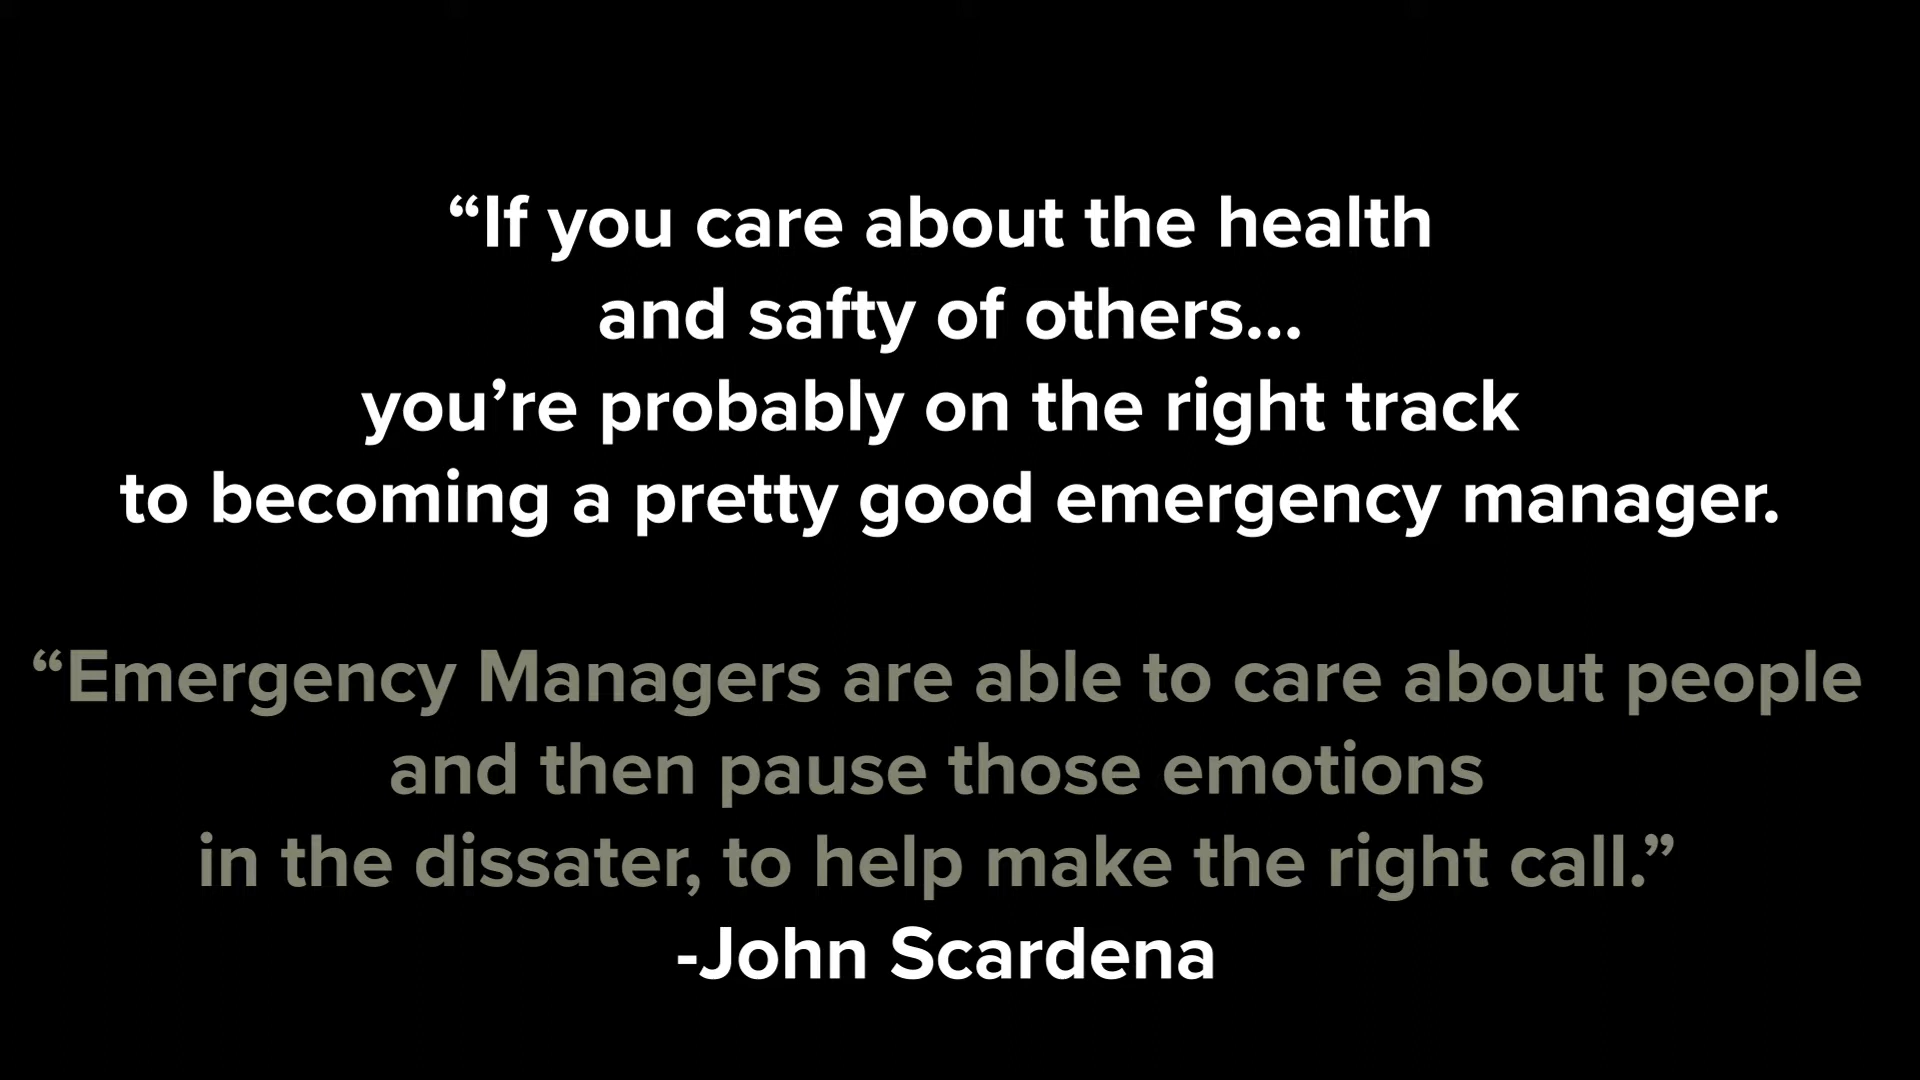 “If you care about the health
and safty of others...
you’re probably on the right track
to becoming a pretty good emergency manager.
“Emergency Managers are able to care about people
and then pause those emotions
in the dissater, to help make the right call.”
-John Scardena